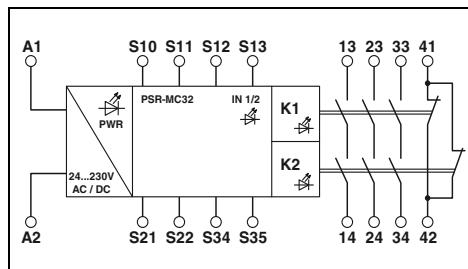 A1 S10 S11 S12 S13 13 23 33 41
PSR-MC32 IN 1/2
PWR
K1
K2
24...230V
AC / DC
A2 S21 S22 S34 S35 14 24 34 42